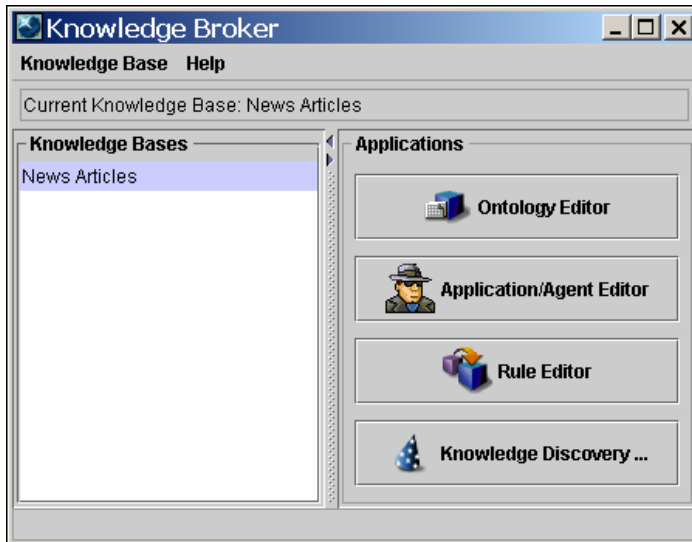 Knowledge Broker
Knowledge Base Help
Current Knowledge Base: News Articles
Knowledge Bases
News Articles
Applications
Ontology Editor
Application/Agent Editor
Rule Editor
Knowledge Discovery ...